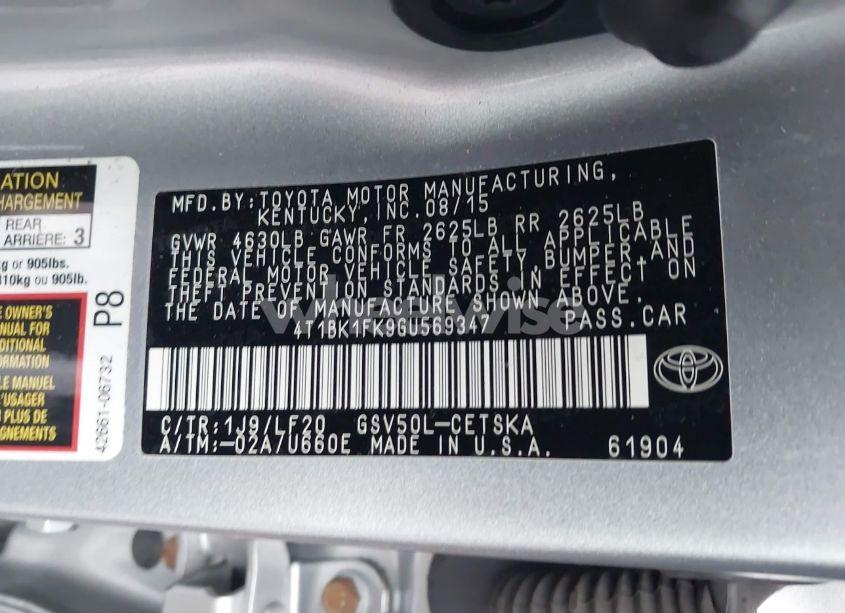 ATION
HARGEMENT
REAR
ARRIÈRE: 3
g or 905lbs.
10kg ou 905lb.
E OWNER'S
NUAL FOR
DITIONAL
ORMATION
LE MANUEL
'USAGER
PLUS DE
GNEMENTS
P8
42661-06732
MFD.BY:TOYOTA MOTOR MANUFACTURING,
KENTUCKY, INC.08/15
GVWR 4630LB GAWR FR 2625LB RR 2625LB
THIS VEHICLE CONFORMS TO ALL APPLICABLE
FEDERAL MOTOR VEHICLE SAFETY BUMPER,AND
THEFT PREVENTION STANDARDS IN EFFECT ON
THE DATE OF MANUFACTURE SHOWN ABOVE.
4T1BK1FK9GU569347 PASS.CAR
wheelwise
C/TR:1J9/LF20 GSV50L-CETSKA
A/TM:-02A7U660E MADE IN U.S.A. 61904